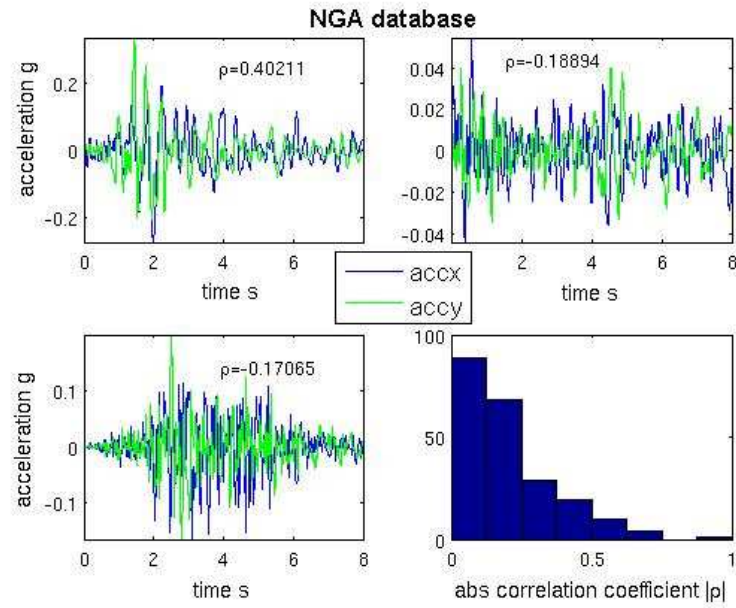 NGA database
acceleration g
0.2
0
-0.2
ρ=0.40211
0 2 4 6 8
time s
0.04
0.02
0
-0.02
-0.04
ρ=-0.18894
0 2 4 6 8
time s
accx
accy
acceleration g
0.1
0
-0.1
ρ=-0.17065
0 2 4 6 8
time s
100
50
0
0 0.5 1
abs correlation coefficient |ρ|